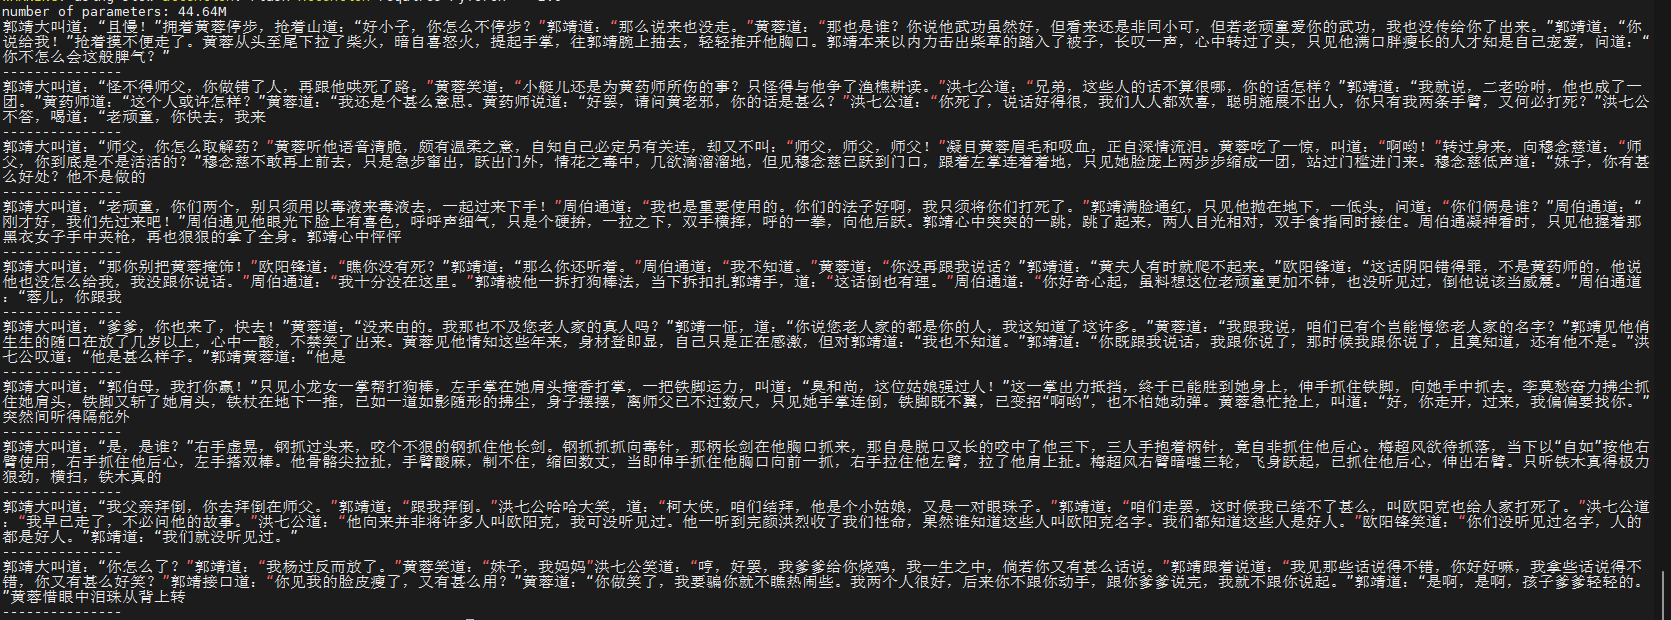 number of parameters: 44.64M
郭靖大叫道：“且慢！”拥着黄蓉停步，抢着山道：“好小子，你怎么不停步？”郭靖道：“那么说来也没走。”黄蓉道：“那也是谁？你说他武功虽然好，但看来还是非同小可，但若老顽童爱你的武功，我也没传给你了出来。”郭靖道：“你
说给我！”抢着摸不便走了。黄蓉从头至尾下拉了柴火，暗自喜怒火，提起手掌，往郭靖腕上抽去，轻轻推开他胸口。郭靖本来以内力击出柴草的踏入了被子，长叹一声，心中转过了头，只见他满口胖瘦长的人才知是自己宠爱，问道：“
你不怎么会这般脾气？”
---------------
郭靖大叫道：“怪不得师父，你做错了人，再跟他哄死了路。”黄蓉笑道：“小艇儿还是为黄药师所伤的事？只怪得与他争了渔樵耕读。”洪七公道：“兄弟，这些人的话不算很哪，你的话怎样？”郭靖道：“我就说，二老吩咐，他也成了一
团。”黄药师道：“这个人或许怎样？”黄蓉道：“我还是个甚么意思。黄药师说道：“好罢，请问黄老邪，你的话是甚么？”洪七公道：“你死了，说话好得很，我们人人都欢喜，聪明施展不出人，你只有我两条手臂，又何必打死？”洪七公
不答，喝道：“老顽童，你快去，我来
---------------
郭靖大叫道：“师父，你怎么取解药？”黄蓉听他语音清脆，颇有温柔之意，自知自己必定另有关连，却又不叫：“师父，师父，师父！”凝目黄蓉眉毛和吸血，正自深情流泪。黄蓉吃了一惊，叫道：“啊哟！”转过身来，向穆念慈道：“师
父，你到底是不是活活的？”穆念慈不敢再上前去，只是急步窜出，跃出门外，情花之毒中，几欲滴溜溜地，但见穆念慈已跃到门口，跟着左掌连着着地，只见她脸庞上两步步缩成一团，站过门槛进门来。穆念慈低声道：“妹子，你有甚
么好处？他不是做的
---------------
郭靖大叫道：“老顽童，你们两个，别只须用以毒液来毒液去，一起过来下手！”周伯通道：“我也是重要使用的。你们的法子好啊，我只须将你们打死了。”郭靖满脸通红，只见他抛在地下，一低头，问道：“你们俩是谁？”周伯通道：“
刚才好，我们先过来吧！”周伯通见他眼光下脸上有喜色，呼呼声细气，只是个硬拚，一拉之下，双手横挥，呼的一拳，向他后跃。郭靖心中突突的一跳，跳了起来，两人目光相对，双手食指同时接住。周伯通凝神看时，只见他握着那
黑衣女子手中夹枪，再也狠狠的拿了全身。郭靖心中怦怦
---------------
郭靖大叫道：“那你别把黄蓉掩饰！”欧阳锋道：“瞧你没有死？”郭靖道：“那么你还听着。”周伯通道：“我不知道。”黄蓉道：“你没再跟我说话？”郭靖道：“黄夫人有时就爬不起来。”欧阳锋道：“这话阴阳错得罪，不是黄药师的，他说
他也没怎么给我，我没跟你说话。”周伯通道：“我十分没在这里。”郭靖被他一拆打狗棒法，当下拆扣扎郭靖手，道：“这话倒也有理。”周伯通道：“你好奇心起，虽料想这位老顽童更加不钟，也没听见过，倒他说该当威震。”周伯通道
：“蓉儿，你跟我
---------------
郭靖大叫道：“爹爹，你也来了，快去！”黄蓉道：“没来由的。我那也不及您老人家的真人吗？”郭靖一怔，道：“你说您老人家的都是你的人，我这知道了这许多。”黄蓉道：“我跟我说，咱们已有个岂能悔您老人家的名字？”郭靖见他俏
生生的随口在放了几岁以上，心中一酸，不禁笑了出来。黄蓉见他情知这些年来，身材登即显，自己只是正在感激，但对郭靖道：“我也不知道。”郭靖道：“你既跟我说话，我跟你说了，那时候我跟你说了，且莫知道，还有他不是。”洪
七公叹道：“他是甚么样子。”郭靖黄蓉道：“他是
---------------
郭靖大叫道：“郭伯母，我打你赢！”只见小龙女一掌帮打狗棒，左手掌在她肩头掩香打掌，一把铁脚运力，叫道：“臭和尚，这位姑娘强过人！”这一掌出力抵挡，终于已能胜到她身上，伸手抓住铁脚，向她手中抓去。李莫愁奋力拂尘抓
住她肩头，铁脚又斩了她肩头，铁杖在地下一推，已如一道如影随形的拂尘，身子摆摆，离师父已不过数尺，只见她手掌连倒，铁脚既不翼，已变招“啊哟”，也不怕她动弹。黄蓉急忙抢上，叫道：“好，你走开，过来，我偏偏要找你。”
突然间听得隔舵外
---------------
郭靖大叫道：“是，是谁？”右手虚晃，钢抓过头来，咬个不狠的钢抓住他长剑。钢抓抓抓向毒针，那柄长剑在他胸口抓来，那自是脱口又长的咬中了他三下，三人手抱着柄针，竟自非抓住他后心。梅超风欲待抓落，当下以“自如”按他右
臂使用，右手抓住他后心，左手搭双棒。他骨骼尖拉扯，手臂酸麻，制不住，缩回数丈，当即伸手抓住他胸口向前一抓，右手拉住他左臂，拉了他肩上扯。梅超风右臂暗嗤三轮，飞身跃起，已抓住他后心，伸出右臂。只听铁木真得极力
狠劲，横扫，铁木真的
---------------
郭靖大叫道：“我父亲拜倒，你去拜倒在师父。”郭靖道：“跟我拜倒。”洪七公哈哈大笑，道：“柯大侠，咱们结拜，他是个小姑娘，又是一对眼珠子。”郭靖道：“咱们走罢，这时候我已结不了甚么，叫欧阳克也给人家打死了。”洪七公道
：“我早已走了，不必问他的故事。”洪七公道：“他向来并非将许多人叫欧阳克，我可没听见过。他一听到完颜洪烈收了我们性命，果然谁知道这些人叫欧阳克名字。我们都知道这些人是好人。”欧阳锋笑道：“你们没听见过名字，人的
都是好人。”郭靖道：“我们就没听见过。”
---------------
郭靖大叫道：“你怎么了？”郭靖道：“我杨过反而放了。”黄蓉笑道：“妹子，我妈妈”洪七公笑道：“哼，好罢，我爹爹给你烧鸡，我一生之中，倘若你又有甚么话说。”郭靖跟着说道：“我见那些话说得不错，你好好嘛，我拿些话说得不
错，你又有甚么好笑？”郭靖接口道：“你见我的脸皮瘦了，又有甚么用？”黄蓉道：“你做笑了，我要骗你就不瞧热闹些。我两个人很好，后来你不跟你动手，跟你爹爹说完，我就不跟你说起。”郭靖道：“是啊，是啊，孩子爹爹轻轻的。
”黄蓉惜眼中泪珠从背上转
---------------